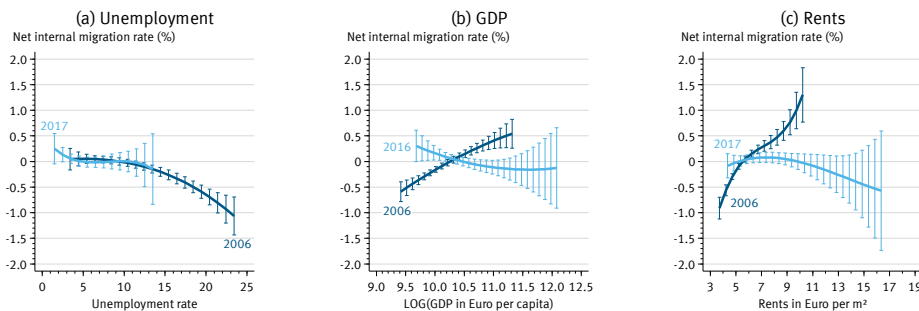 (a) Unemployment
Net internal migration rate (%)
2.0
1.5
1.0
0.5
0
-0.5
-1.0
-1.5
-2.0
2017
2006
0 5 10 15 20 25
Unemployment rate
(b) GDP
Net internal migration rate (%)
2.0
1.5
1.0
0.5
0
-0.5
-1.0
-1.5
-2.0
2016
2006
9.0 9.5 10.0 10.5 11.0 11.5 12.0 12.5
LOG(GDP in Euro per capita)
(c) Rents
Net internal migration rate (%)
2.0
1.5
1.0
0.5
0
-0.5
-1.0
-1.5
-2.0
2017
2006
3 5 7 9 11 13 15 17 19
Rents in Euro per m²